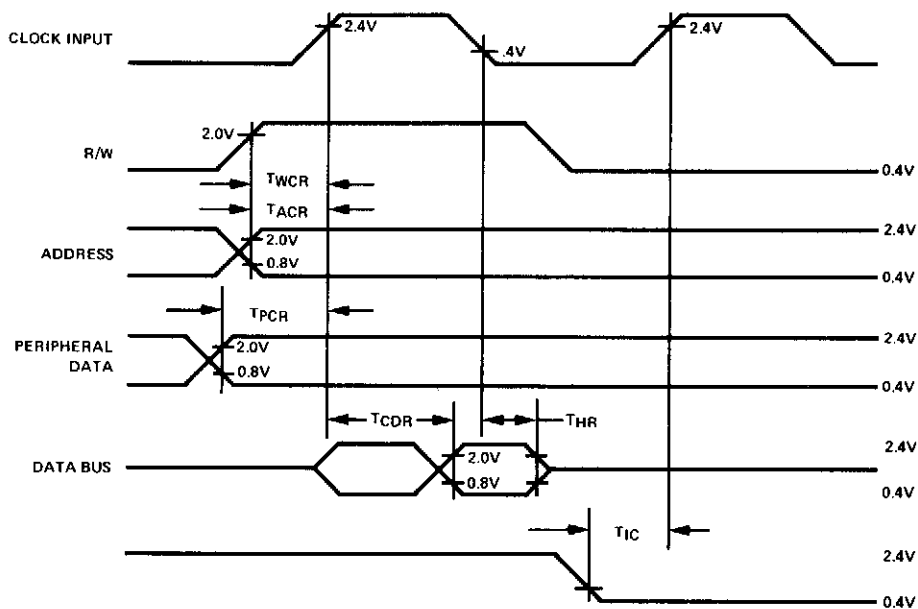 CLOCK INPUT
2.4V
.4V
2.4V
R/W
2.0V
0.4V
TWCR
TACR
ADDRESS
2.0V
0.8V
2.4V
0.4V
TPCR
PERIPHERAL
DATA
2.0V
0.8V
2.4V
0.4V
TCDR
THR
DATA BUS
2.0V
0.8V
2.4V
0.4V
TIC
2.4V
0.4V